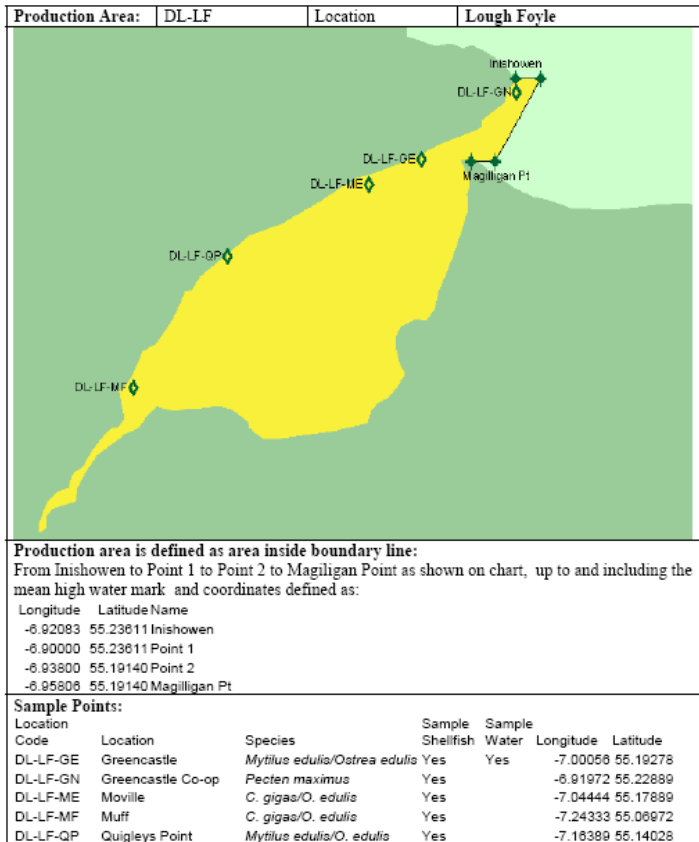 Production Area: DL-LF Location Lough Foyle
Inishowen
DL-LF-GN
DL-LF-GE
Magilligan Pt
DL-LF-ME
DL-LF-QP
DL-LF-MF
Production area is defined as area inside boundary line:
From Inishowen to Point 1 to Point 2 to Magiligan Point as shown on chart, up to and including the
mean high water mark and coordinates defined as:
Longitude Latitude Name
-6.92083 55.23611 Inishowen
-6.90000 55.23611 Point 1
-6.93800 55.19140 Point 2
-6.95806 55.19140 Magilligan Pt
Sample Points:
Location Sample Sample
Code Location Species Shellfish Water Longitude Latitude
DL-LF-GE Greencastle Mytilus edulis/Ostrea edulis Yes Yes -7.00056 55.19278
DL-LF-GN Greencastle Co-op Pecten maximus Yes -6.91972 55.22889
DL-LF-ME Moville C. gigas/O. edulis Yes -7.04444 55.17889
DL-LF-MF Muff C. gigas/O. edulis Yes -7.24333 55.06972
DL-LF-QP Quigleys Point Mytilus edulis/O. edulis Yes -7.16389 55.14028